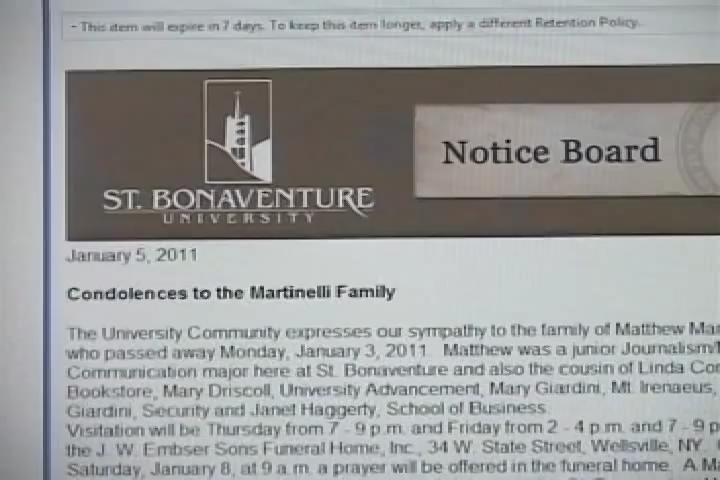 - This item will expire in 7 days. To keep this item longer, apply a different Retention Policy.
Notice Board
ST. BONAVENTURE
UNIVERSITY
January 5, 2011
Condolences to the Martinelli Family
The University Community expresses our sympathy to the family of Matthew
who passed away Monday, January 3, 2011. Matthew was a junior Journalism/
Communication major here at St. Bonaventure and also the cousin of Linda
Bookstore, Mary Driscoll, University Advancement, Mary Giardini, Mt. Irenaeus,
Giardini, Security and Janet Haggerty, School of Business.
Visitation will be Thursday from 7 - 9 p.m. and Friday from 2 - 4 p.m. and 7 - 9
the J. W. Embser Sons Funeral Home, Inc., 34 W. State Street, Wellsville, NY.
Saturday, January 8, at 9 a.m. a prayer will be offered in the funeral home. A